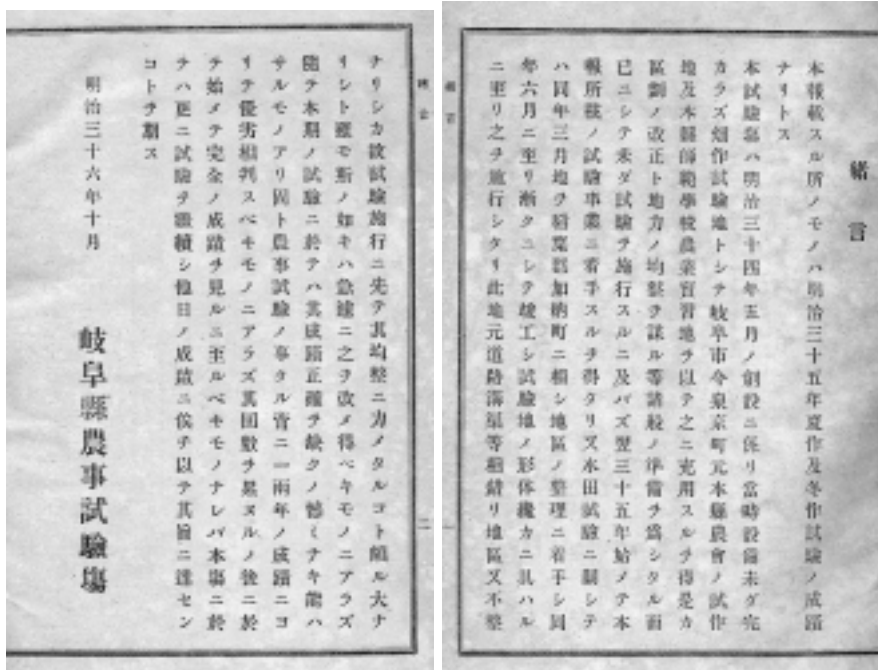 緒言
本報載スル所ノモノハ明治三十五年夏作及冬作試驗ノ成蹟
ナリトス
本試驗塲ハ明治三十四年五月ノ創設ニ係リ當時設備未ダ完
カラズ畑作試驗地トシテ岐阜市今泉京町元本縣農會ノ試作
地及本縣師範學校農業實習地ヲ以テ之ニ充用スルヲ得是カ
區劃ノ改正ト地力ノ均整ヲ謀ル等諸般ノ準備ヲ爲シタル而
已ニシテ未ダ試驗ヲ施行スルニ及バズ翌三十五年始メテ本
報所載ノ試驗事業ニ着手スルヲ得タリ又水田試驗ニ關シテ
ハ同年三月地ヲ稻葉郡加納町ニ相シ地區ノ整理ニ着手シ同
年六月ニ至リ漸クニシテ竣工シ試驗地ノ形体纔カニ具ハル
ニ至リ之ヲ施行シタリ此地元道路溝渠等錯リ地區又不整
緒言
一
緒言
二
ナリシカ故試驗施行ニ先テ其均整ニ力メタルコト頗ル大ナ
リシト雖モ斯ノ如キハ急速ニ之ヲ改メ得ベキモノニアラズ
隨テ本期ノ試驗ニ於テハ其成蹟正確ヲ缺クノ憾ミナキ能ハ
サルモノアリ固ト農事試驗ノ事タル啻ニ一兩年ノ成蹟ニヨ
リテ優劣相判スベキモノニアラズ其回數ヲ累ヌルノ後ニ於
テ始メテ完全ノ成蹟ヲ見ルニ至ルベキモノナレバ本塲ニ於
テハ更ニ試驗ヲ繼續シ他日ノ成蹟ニ俟チ以テ其旨ニ達セン
コトヲ期ス
明治三十六年十月
岐阜縣農事試驗塲